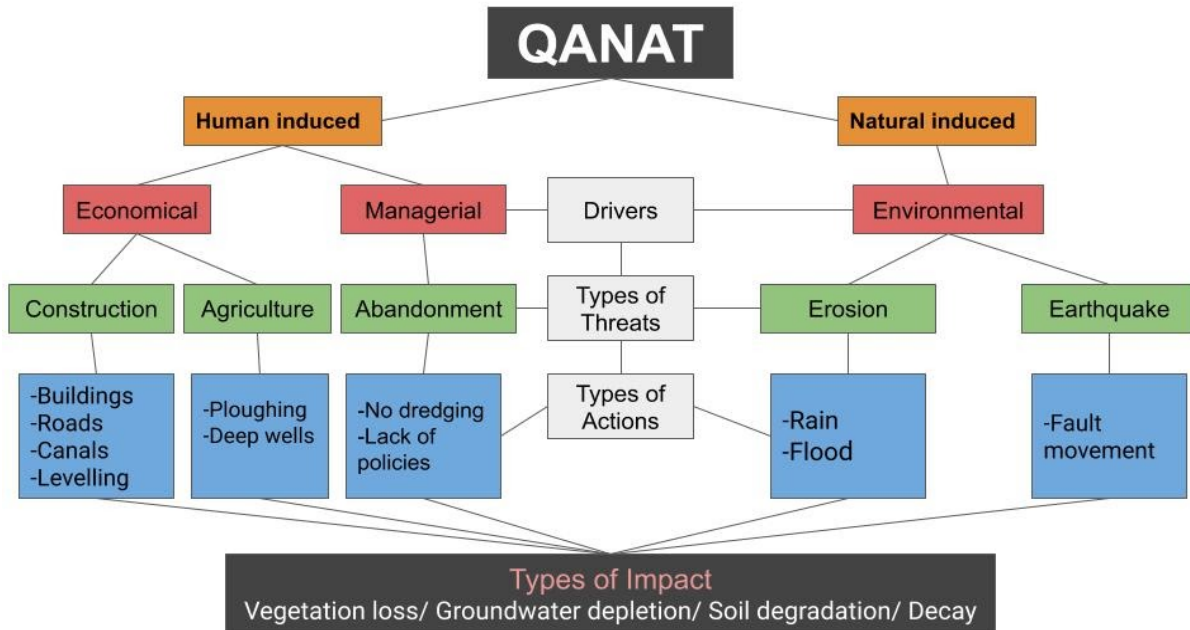 QANAT
Human induced
Natural induced
Economical
Managerial
Drivers
Environmental
Construction
Agriculture
Abandonment
Types of
Threats
Erosion
Earthquake
-Buildings
-Roads
-Canals
-Levelling
-Ploughing
-Deep wells
-No dredging
-Lack of
policies
Types of
Actions
-Rain
-Flood
-Fault
movement
Types of Impact
Vegetation loss/ Groundwater depletion/ Soil degradation/ Decay